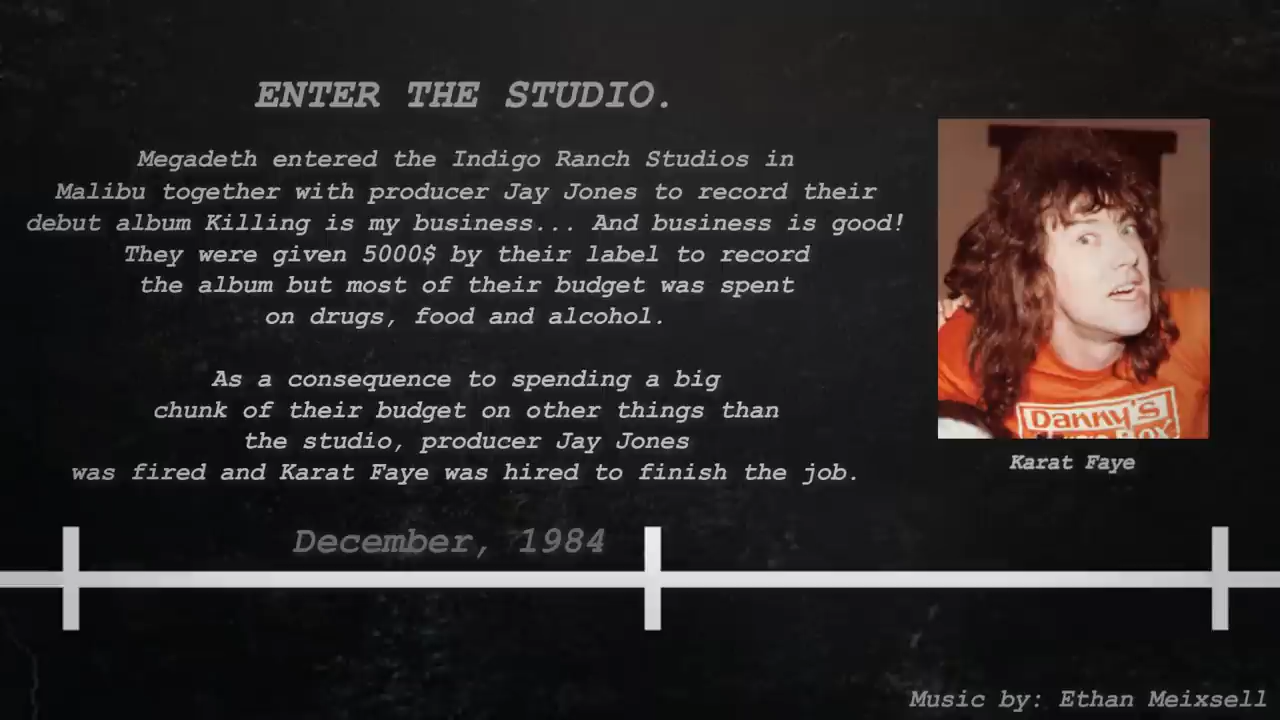 ENTER THE STUDIO.
Megadeth entered the Indigo Ranch Studios in
Malibu together with producer Jay Jones to record their
debut album Killing is my business... And business is good!
They were given 5000$ by their label to record
the album but most of their budget was spent
on drugs, food and alcohol.
As a consequence to spending a big
chunk of their budget on other things than
the studio, producer Jay Jones
was fired and Karat Faye was hired to finish the job.
Danny's
Karat Faye
December, 1984
Music by: Ethan Meixsell